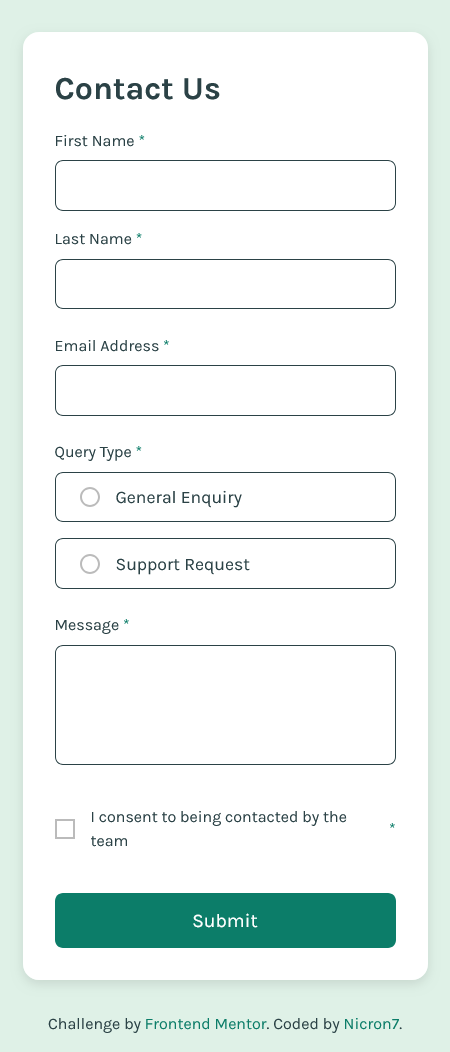 Contact Us
First Name *
Last Name *
Email Address *
Query Type *
General Enquiry
Support Request
Message *
I consent to being contacted by the
team *
Submit
Challenge by Frontend Mentor. Coded by Nicron7.